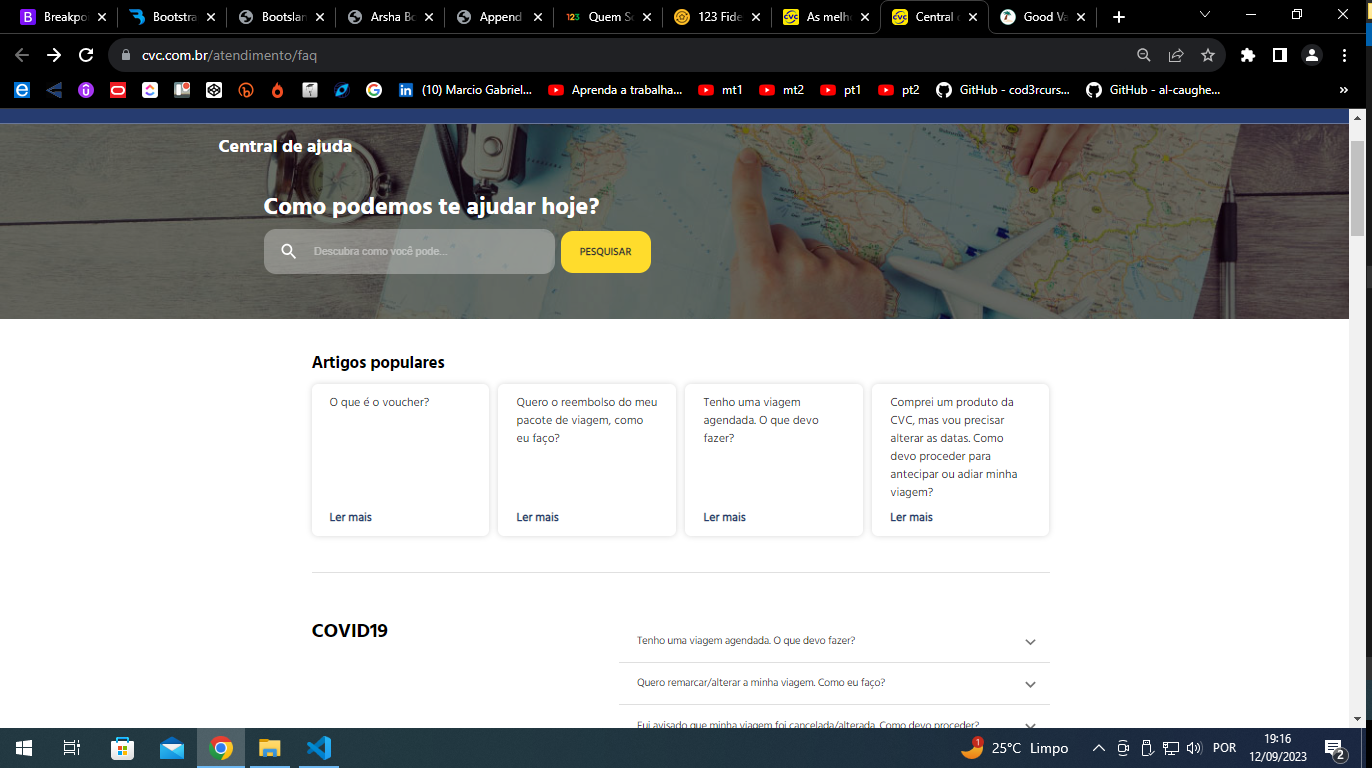 Breakpo
Bootstra
Bootslan
Arsha Bo
Append
123
Quem S
123 Fide
CVC
As melh
CVC
Central
Good Va
cvc.com.br/atendimento/faq
(10) Marcio Gabriel...
Aprenda a trabalha...
mt1
mt2
pt1
pt2
GitHub - cod3rcurs...
GitHub - al-caughe...
»
Central de ajuda
Como podemos te ajudar hoje?
Descubra como você pode...
PESQUISAR
Artigos populares
O que é o voucher?
Ler mais
Quero o reembolso do meu
pacote de viagem, como
eu faço?
Ler mais
Tenho uma viagem
agendada. O que devo
fazer?
Ler mais
Comprei um produto da
CVC, mas vou precisar
alterar as datas. Como
devo proceder para
antecipar ou adiar minha
viagem?
Ler mais
COVID19
Tenho uma viagem agendada. O que devo fazer?
Quero remarcar/alterar a minha viagem. Como eu faço?
Fui avisado que minha viagem foi cancelada/alterada. Como devo proceder?
1
25°C Limpo
POR
19:16
12/09/2023
2